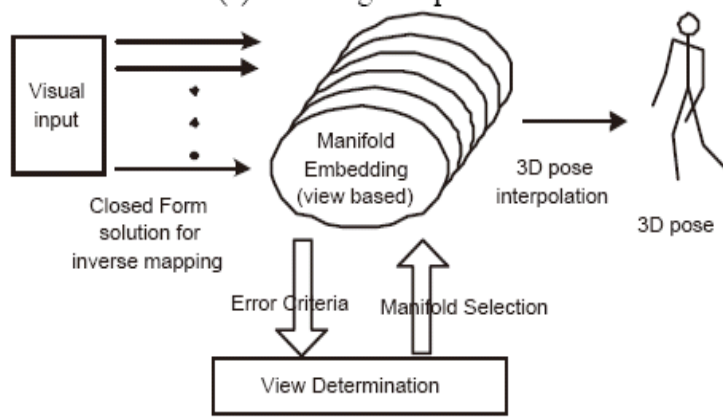 Visual
input
Manifold
Embedding
(view based)
3D pose
interpolation
3D pose
Closed Form
solution for
inverse mapping
Error Criteria
Manifold Selection
View Determination